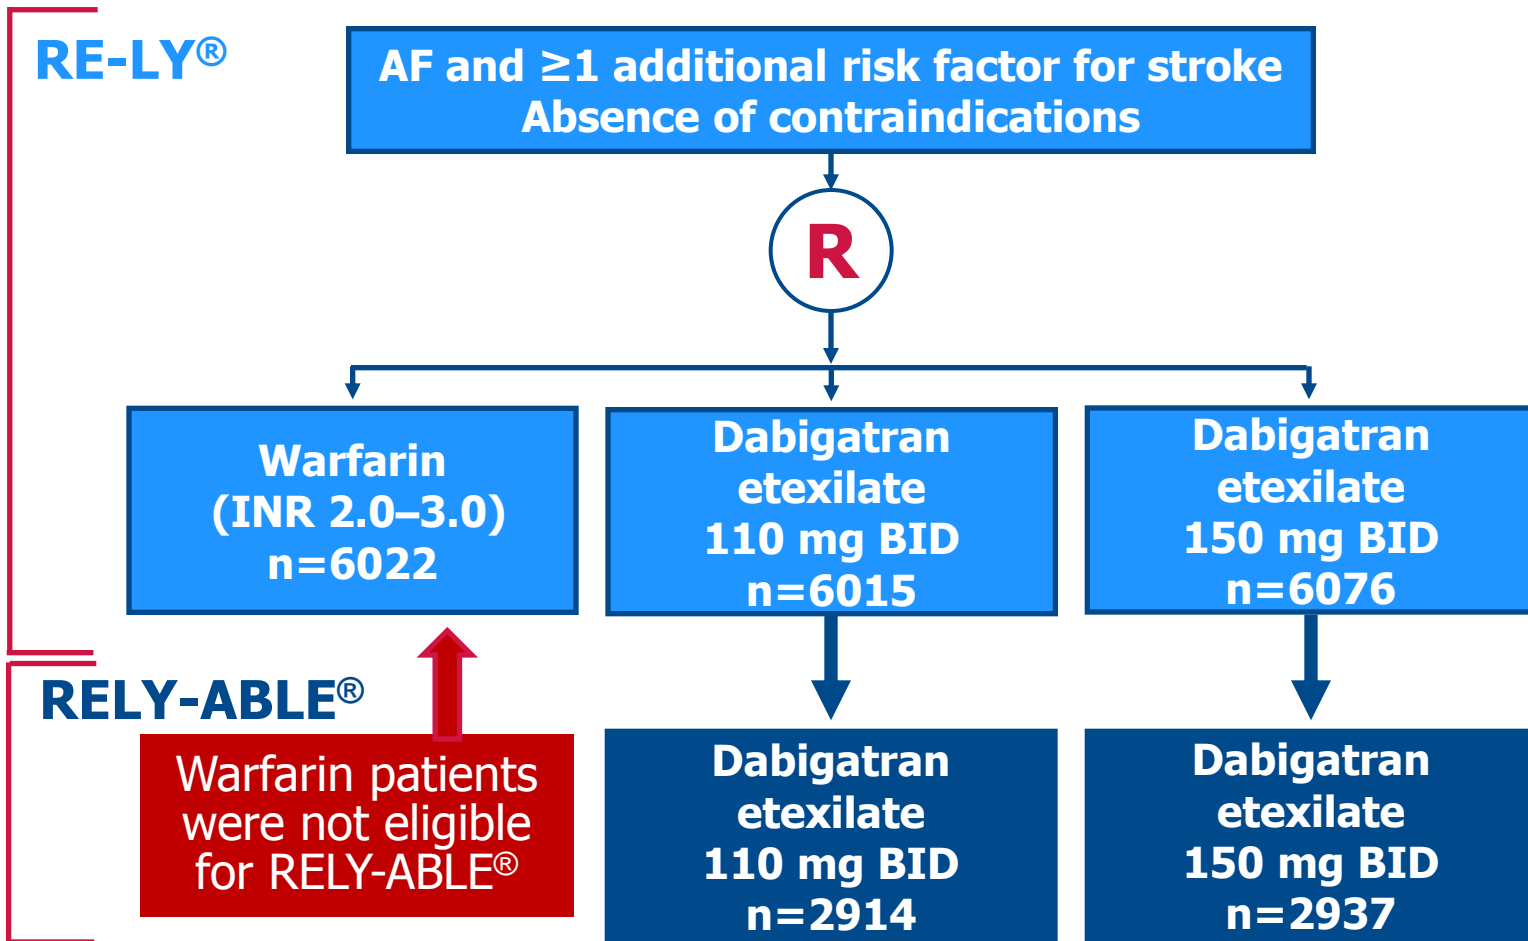 RE-LY®
AF and ≥1 additional risk factor for stroke
Absence of contraindications
R
Warfarin
(INR 2.0–3.0)
n=6022
Dabigatran
etexilate
110 mg BID
n=6015
Dabigatran
etexilate
150 mg BID
n=6076
RELY-ABLE®
Warfarin patients
were not eligible
for RELY-ABLE®
Dabigatran
etexilate
110 mg BID
n=2914
Dabigatran
etexilate
150 mg BID
n=2937